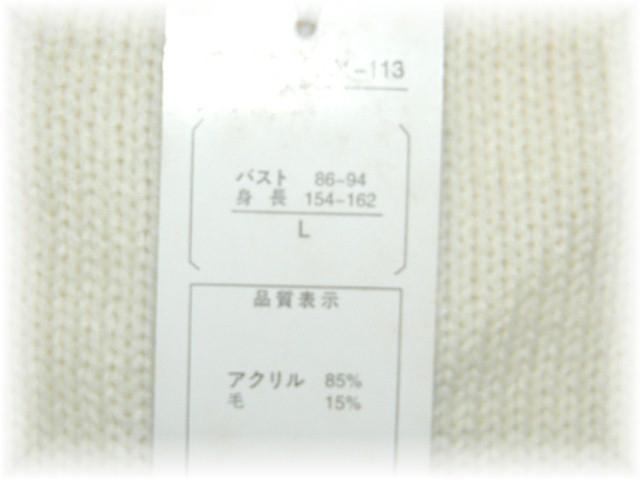 -113
バスト 86-94
身長 154-162
L
品質表示
アクリル 85%
毛 15%